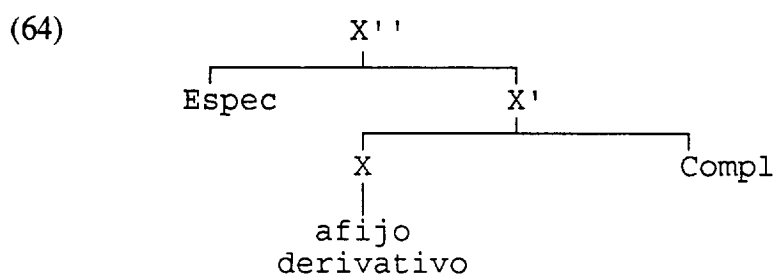 (64) X''
Espec X'
X Compl
afijo
derivativo